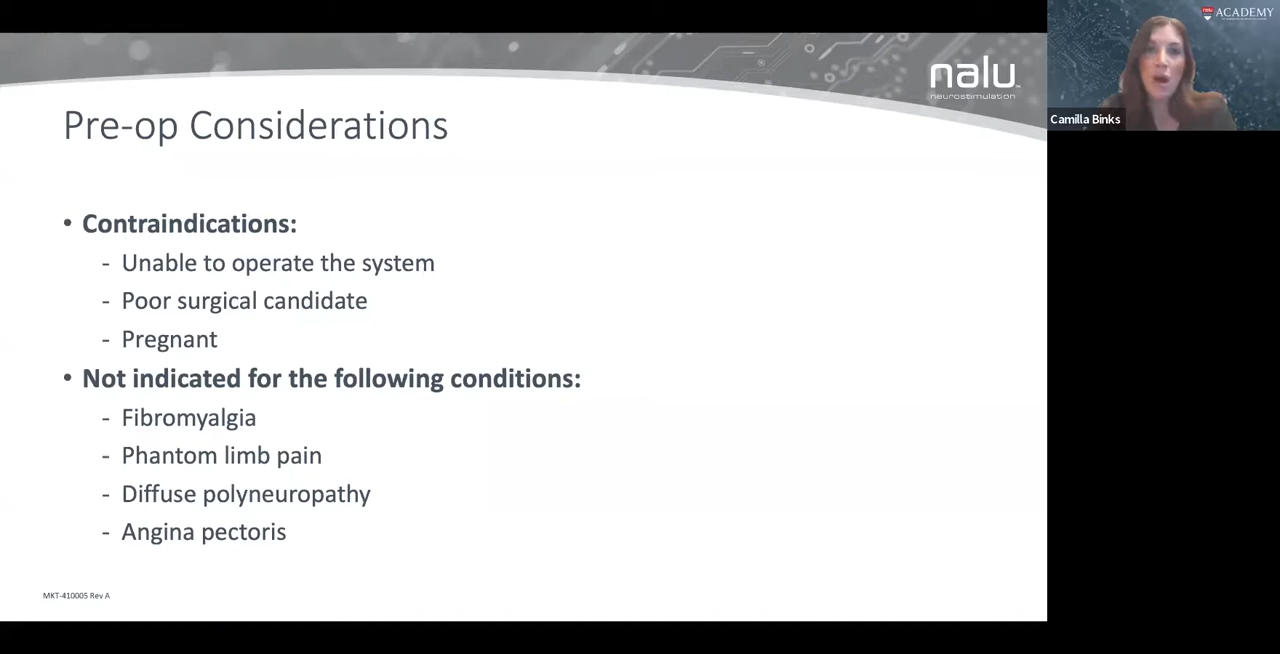 nalu
neurostimulation
ACADEMY
Camilla Binks
Pre-op Considerations
• Contraindications:
- Unable to operate the system
- Poor surgical candidate
- Pregnant
• Not indicated for the following conditions:
- Fibromyalgia
- Phantom limb pain
- Diffuse polyneuropathy
- Angina pectoris
MKT-410005 Rev A